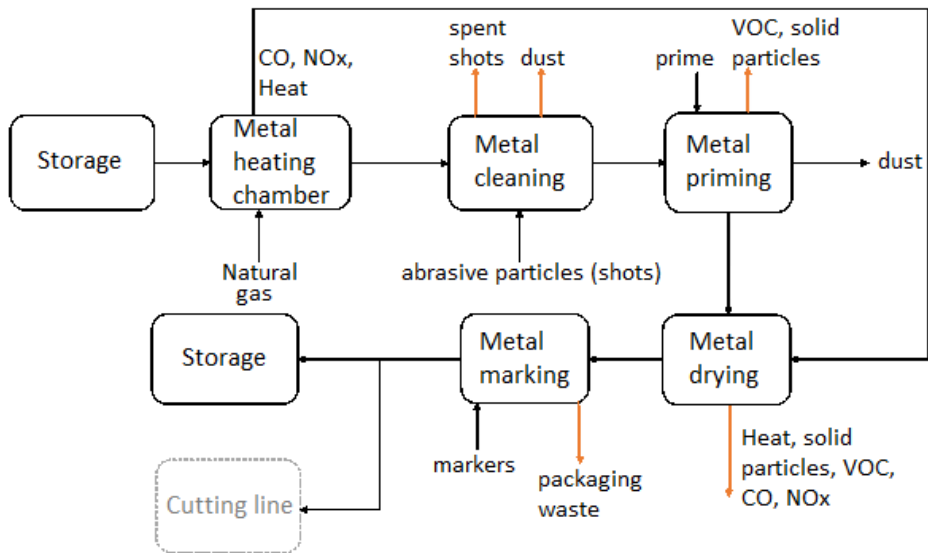 CO, NOx,
Heat
spent
shots
dust
prime
VOC, solid
particles
Storage
Metal
heating
chamber
Metal
cleaning
Metal
priming
dust
Natural
gas
abrasive particles (shots)
Storage
Metal
marking
Metal
drying
markers
packaging
waste
Heat, solid
particles, VOC,
CO, NOx
Cutting line